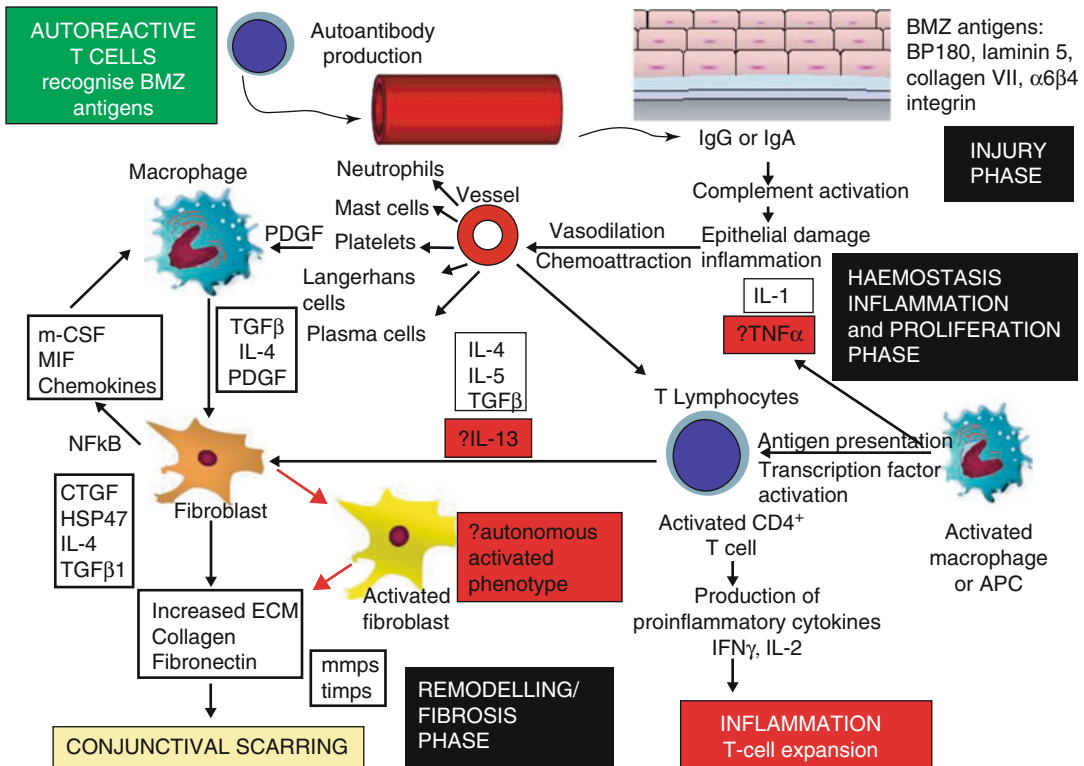 AUTOREACTIVE
T CELLS
recognise BMZ
antigens
Autoantibody
production
BMZ antigens:
BP180, laminin 5,
collagen VII, α6β4
integrin
IgG or IgA
INJURY
PHASE
Complement activation
Epithelial damage
inflammation
Vasodilation
Chemoattraction
Vessel
Neutrophils
Mast cells
Platelets
Langerhans
cells
Plasma cells
PDGF
Macrophage
HAEMOSTASIS
INFLAMMATION
and PROLIFERATION
PHASE
IL-1
?TNFα
m-CSF
MIF
Chemokines
TGFβ
IL-4
PDGF
IL-4
IL-5
TGFβ
?IL-13
T Lymphocytes
Antigen presentation
Transcription factor
activation
Activated
macrophage
or APC
NFkB
Fibroblast
CTGF
HSP47
IL-4
TGFβ1
?autonomous
activated
phenotype
Activated
fibroblast
Activated CD4⁺
T cell
Production of
proinflammatory cytokines
IFNγ, IL-2
Increased ECM
Collagen
Fibronectin
mmps
timps
REMODELLING/
FIBROSIS
PHASE
CONJUNCTIVAL SCARRING
INFLAMMATION
T-cell expansion